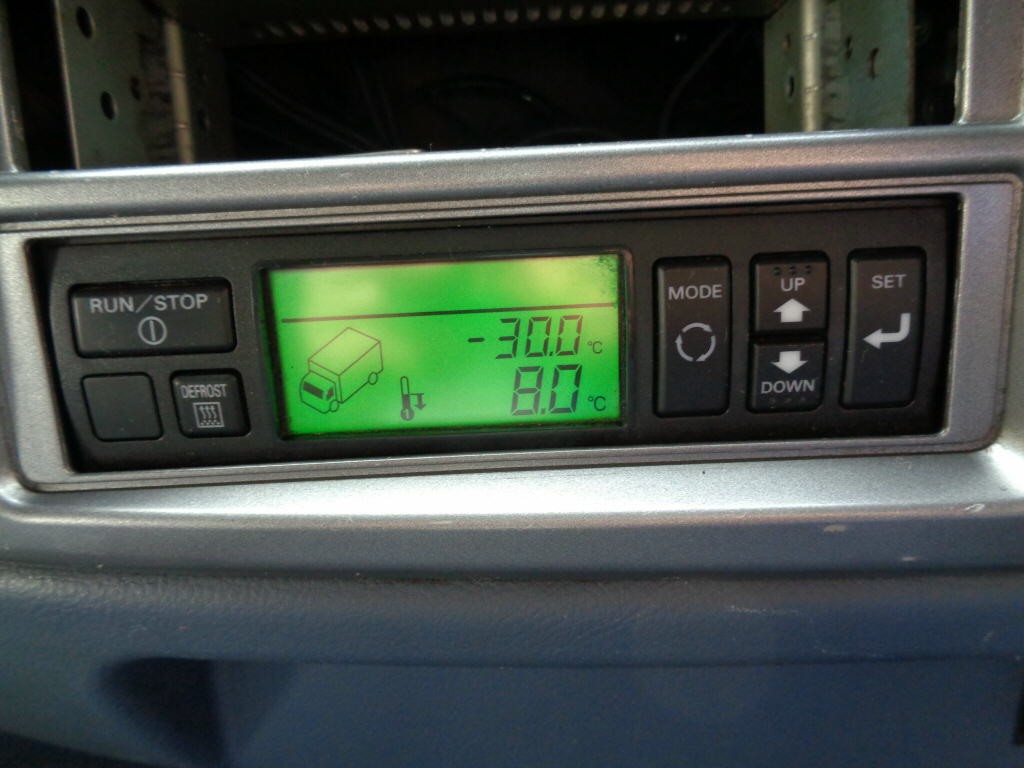 RUN/STOP
DEFROST
-30.0 °C
8.0 °C
MODE
UP
DOWN
SET